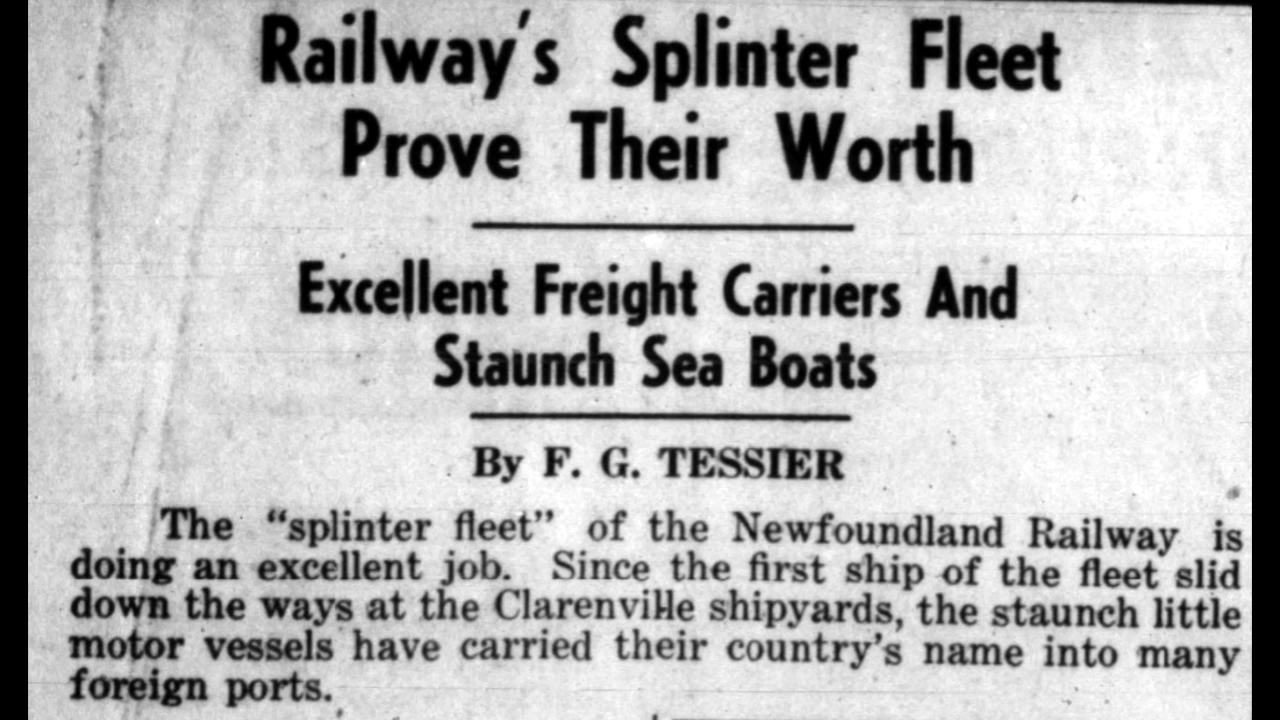 Railway's Splinter Fleet
Prove Their Worth
Excellent Freight Carriers And
Staunch Sea Boats
By F. G. TESSIER
The "splinter fleet" of the Newfoundland Railway is
doing an excellent job. Since the first ship of the fleet slid
down the ways at the Clarenville shipyards, the staunch little
motor vessels have carried their country's name into many
foreign ports.